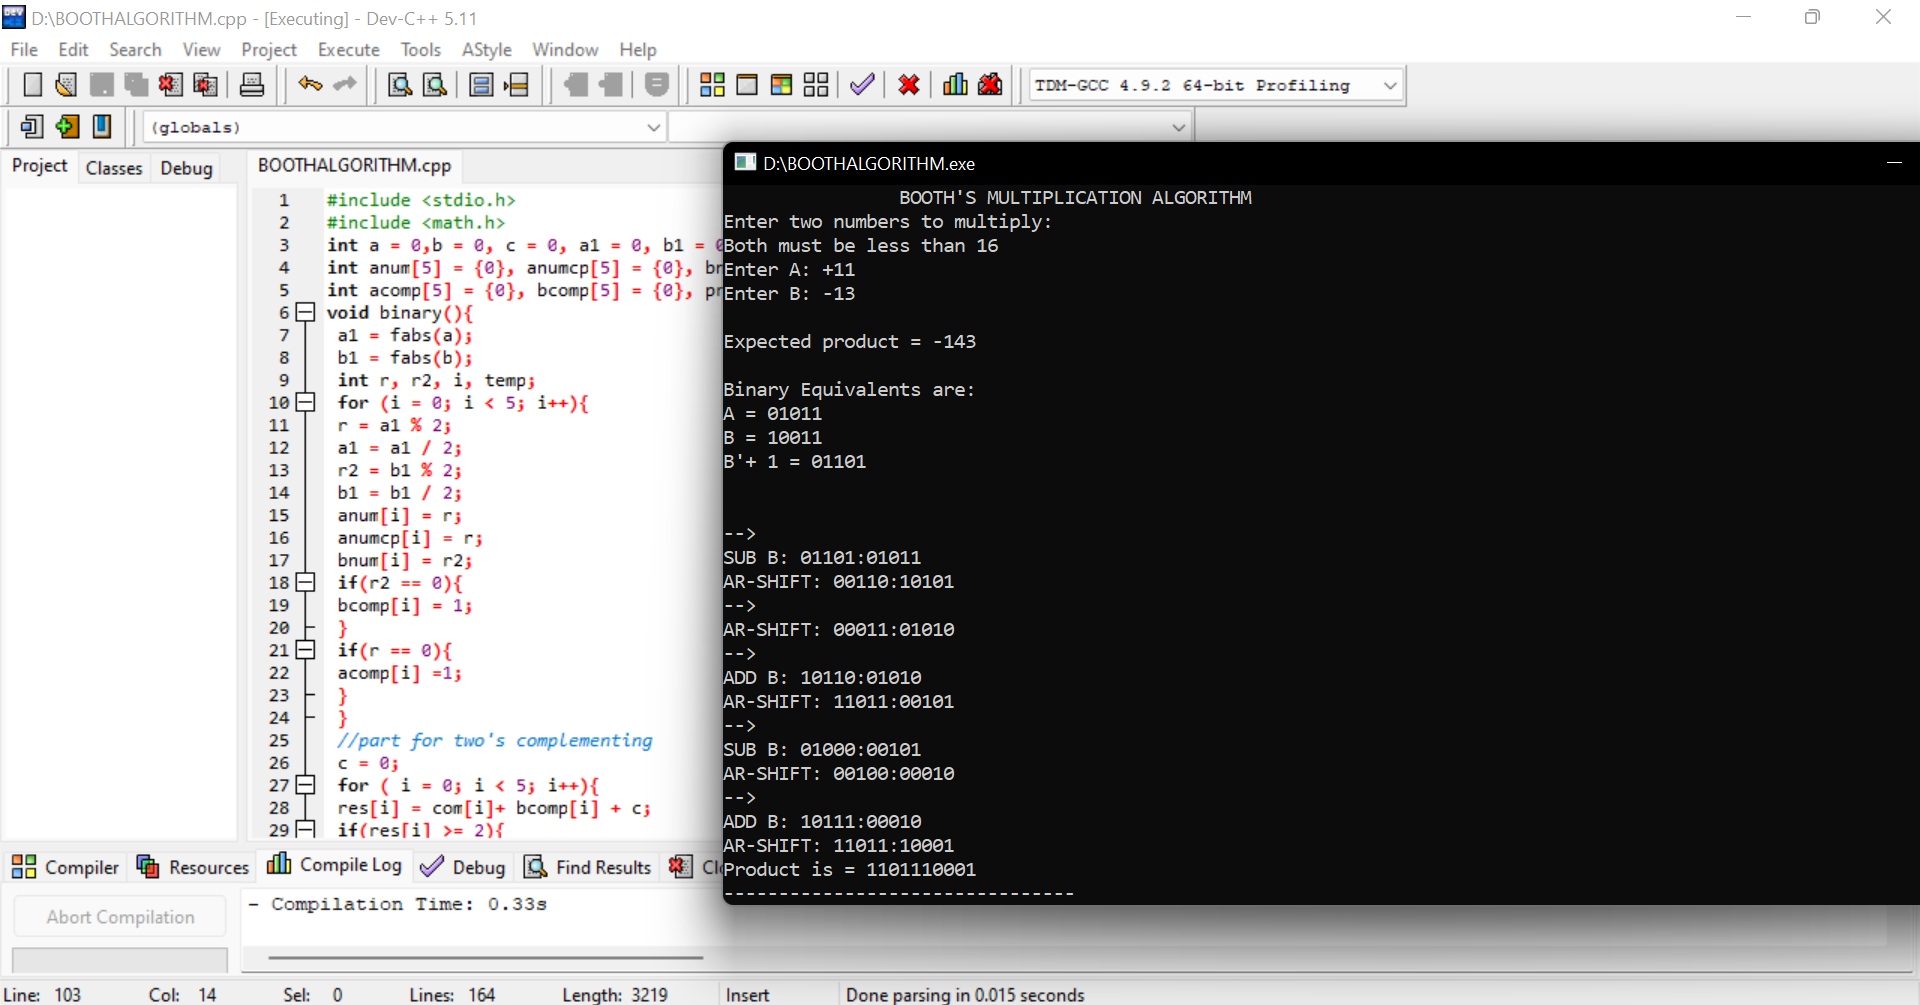 D:\BOOTHALGORITHM.cpp - [Executing] - Dev-C++ 5.11
File Edit Search View Project Execute Tools AStyle Window Help
TDM-GCC 4.9.2 64-bit Profiling
(globals)
Project Classes Debug
BOOTHALGORITHM.cpp
1 #include <stdio.h>
2 #include <math.h>
3 int a = 0,b = 0, c = 0, a1 = 0, b1 =
4 int anum[5] = {0}, anumcp[5] = {0},
5 int acomp[5] = {0}, bcomp[5] = {0},
6 void binary(){
7 a1 = fabs(a);
8 b1 = fabs(b);
9 int r, r2, i, temp;
10 for (i = 0; i < 5; i++){
11 r = a1 % 2;
12 a1 = a1 / 2;
13 r2 = b1 % 2;
14 b1 = b1 / 2;
15 anum[i] = r;
16 anumcp[i] = r;
17 bnum[i] = r2;
18 if(r2 == 0){
19 bcomp[i] = 1;
20 }
21 if(r == 0){
22 acomp[i] =1;
23 }
24 }
25 //part for two's complementing
26 c = 0;
27 for ( i = 0; i < 5; i++){
28 res[i] = com[i]+ bcomp[i] + c;
29 if(res[i] >= 2){
D:\BOOTHALGORITHM.exe
BOOTH'S MULTIPLICATION ALGORITHM
Enter two numbers to multiply:
Both must be less than 16
Enter A: +11
Enter B: -13
Expected product = -143
Binary Equivalents are:
A = 01011
B = 10011
B'+ 1 = 01101
-->
SUB B: 01101:01011
AR-SHIFT: 00110:10101
-->
AR-SHIFT: 00011:01010
-->
ADD B: 10110:01010
AR-SHIFT: 11011:00101
-->
SUB B: 01000:00101
AR-SHIFT: 00100:00010
-->
ADD B: 10111:00010
AR-SHIFT: 11011:10001
Product is = 1101110001
--------------------------------
Compiler Resources Compile Log Debug Find Results
Abort Compilation
- Compilation Time: 0.33s
Line: 103 Col: 14 Sel: 0 Lines: 164 Length: 3219 Insert Done parsing in 0.015 seconds